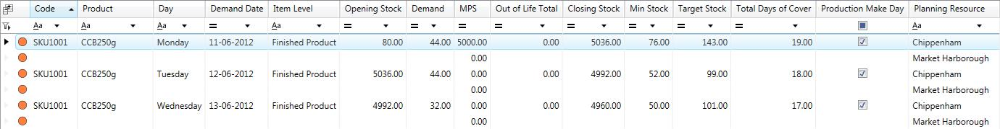 Code Product Day Demand Date Item Level Opening Stock Demand MPS Out of Life Total Closing Stock Min Stock Target Stock Total Days of Cover Production Make Day Planning Resource
Aa Aa Aa = Aa = = = = = = = = Aa
SKU1001 CCB250g Monday 11-06-2012 Finished Product 80.00 44.00 5000.00 0.00 5036.00 76.00 143.00 19.00 Chippenham
0.00 Market Harborough
SKU1001 CCB250g Tuesday 12-06-2012 Finished Product 5036.00 44.00 0.00 0.00 4992.00 52.00 99.00 18.00 Chippenham
0.00 Market Harborough
SKU1001 CCB250g Wednesday 13-06-2012 Finished Product 4992.00 32.00 0.00 0.00 4960.00 50.00 101.00 17.00 Chippenham
0.00 Market Harborough